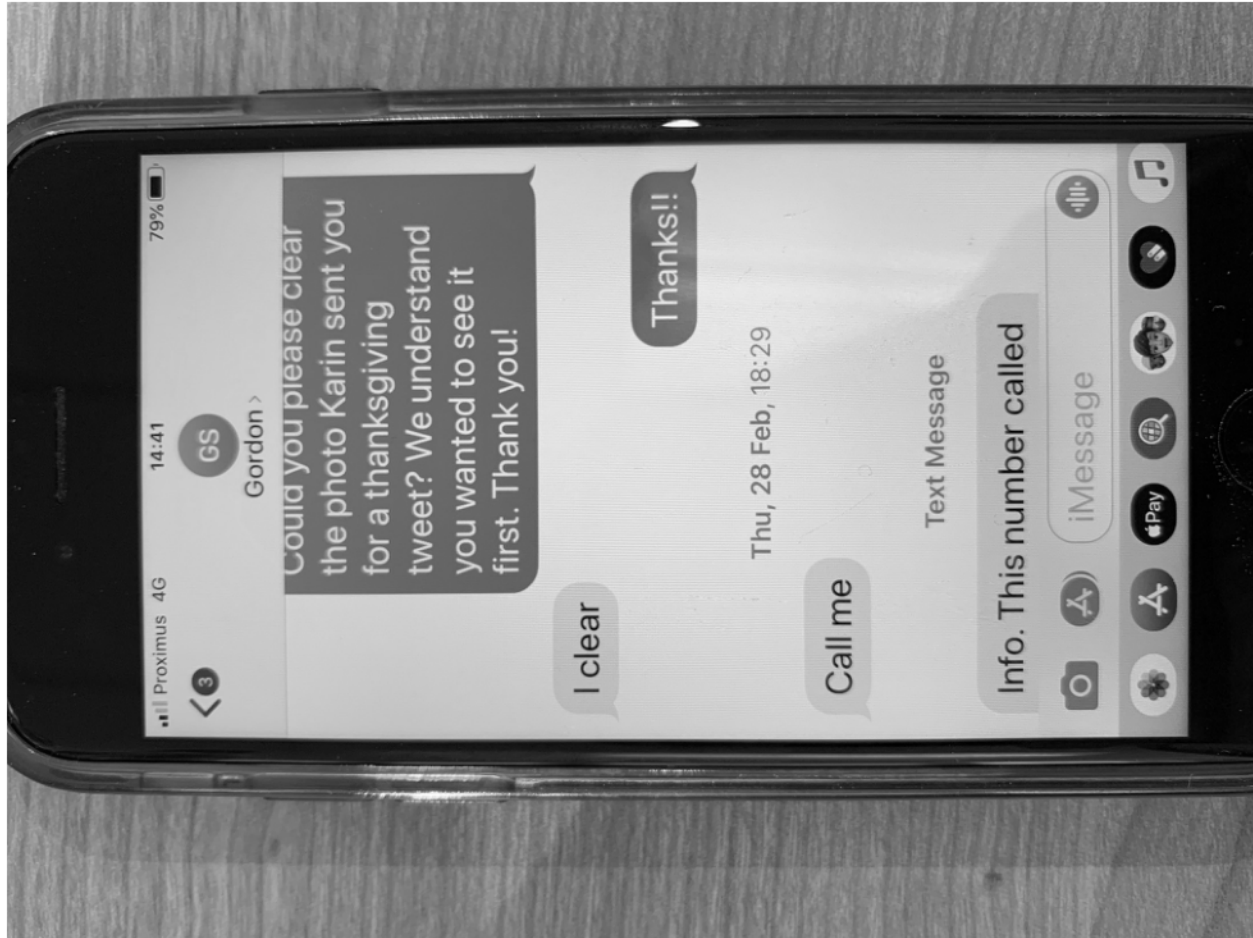 Proximus 4G 14:41 79%
3
GS
Gordon >
Could you please clear
the photo Karin sent you
for a thanksgiving
tweet? We understand
you wanted to see it
first. Thank you!
I clear
Thanks!!
Thu, 28 Feb, 18:29
Call me
Text Message
Info. This number called
iMessage
Pay